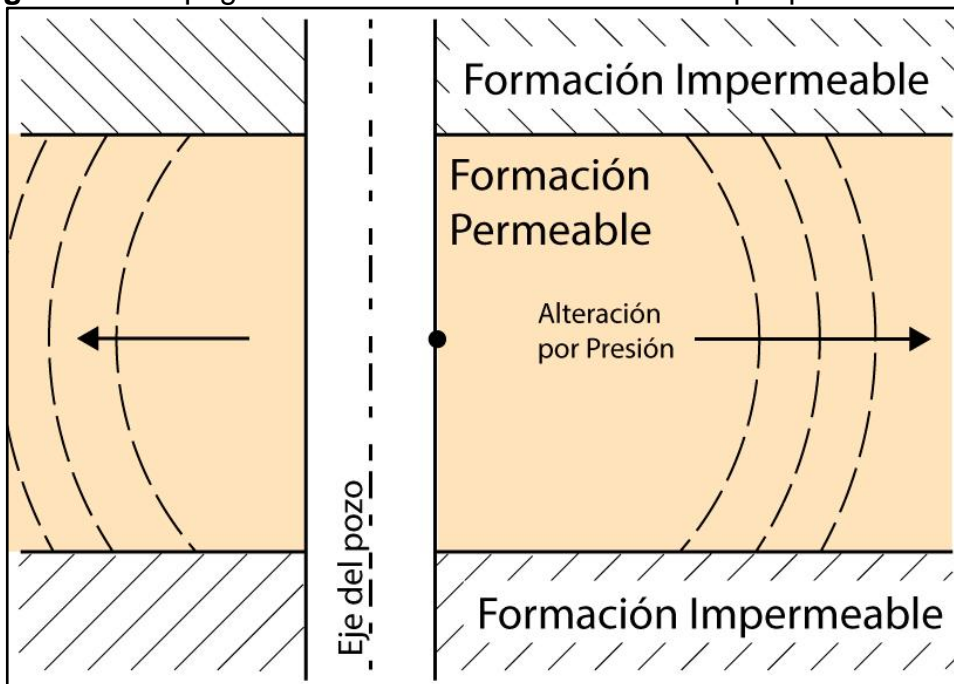 Formación Impermeable
Formación
Permeable
Alteración
por Presión
Eje del pozo
Formación Impermeable